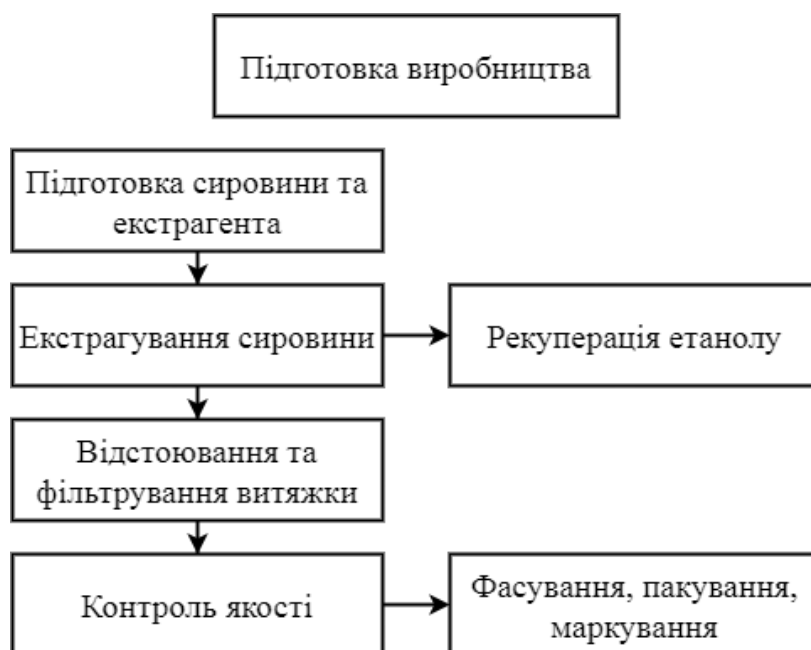 Підготовка виробництва
Підготовка сировини та
екстрагента
Екстрагування сировини
Рекуперація етанолу
Відстоювання та
фільтрування витяжки
Контроль якості
Фасування, пакування,
маркування